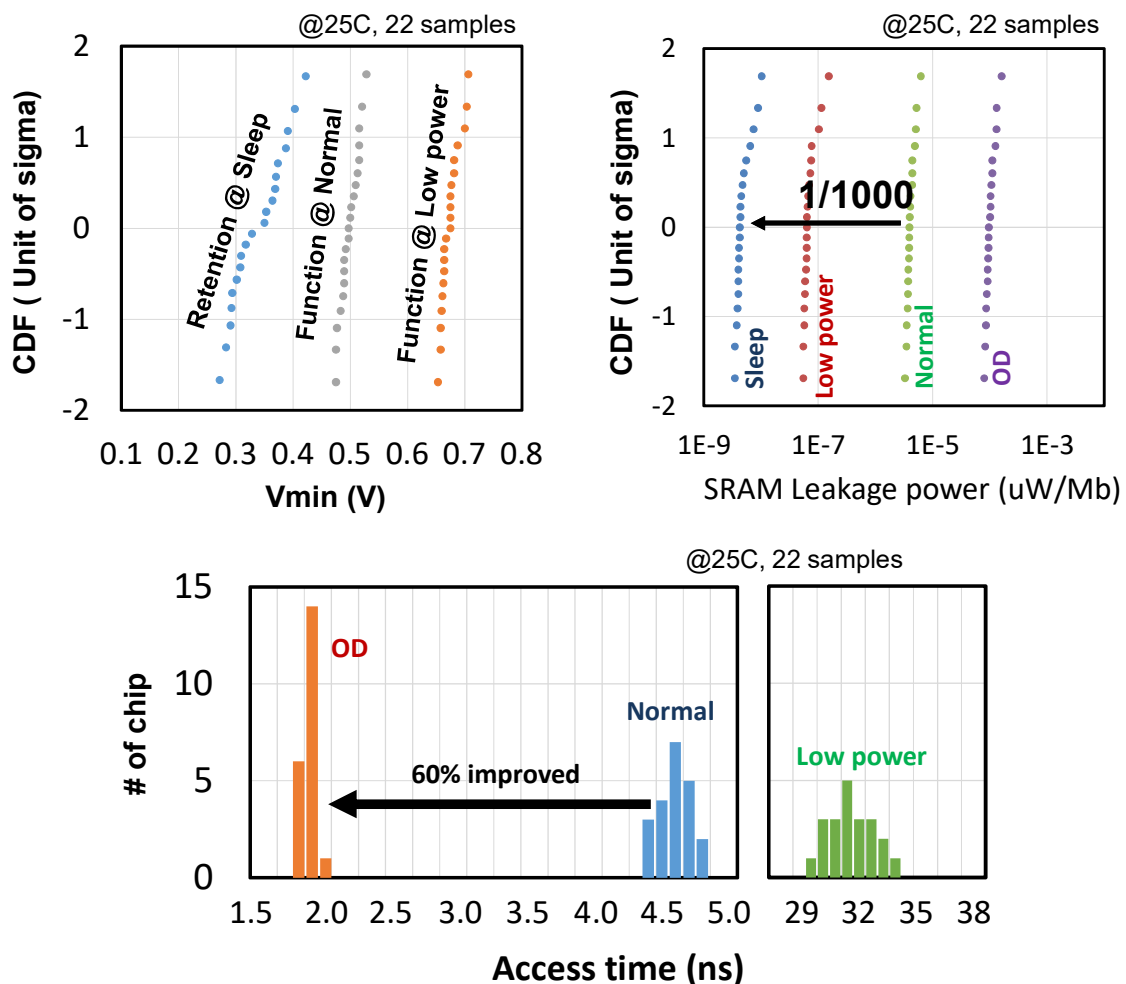 @25C, 22 samples
CDF ( Unit of sigma)
2
1
0
-1
-2
Retention @ Sleep
Function @ Normal
Function @ Low power
0.1 0.2 0.3 0.4 0.5 0.6 0.7 0.8
Vmin (V)
@25C, 22 samples
CDF ( Unit of sigma)
2
1
0
-1
-2
1/1000
Sleep
Low power
Normal
OD
1E-9 1E-7 1E-5 1E-3
SRAM Leakage power (uW/Mb)
@25C, 22 samples
# of chip
15
10
5
0
OD
Normal
60% improved
Low power
1.5 2.0 2.5 3.0 3.5 4.0 4.5 5.0
29 32 35 38
Access time (ns)